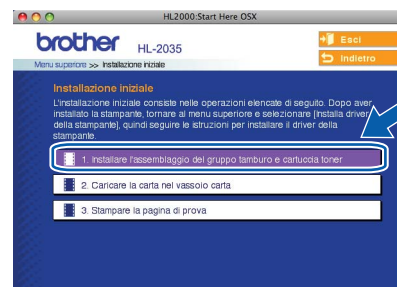 HL2000:Start Here OSX
brother HL-2035
Esci
Menu superiore >> Installazione iniziale
Indietro
Installazione iniziale
L'installazione iniziale consiste nelle operazioni elencate di seguito. Dopo aver
installato la stampante, tornare al menu superiore e selezionare [Installa driver
della stampante], quindi seguire le istruzioni per installare il driver della
stampante.
1. Installare l'assemblaggio del gruppo tamburo e cartuccia toner
2. Caricare la carta nel vassoio carta
3. Stampare la pagina di prova